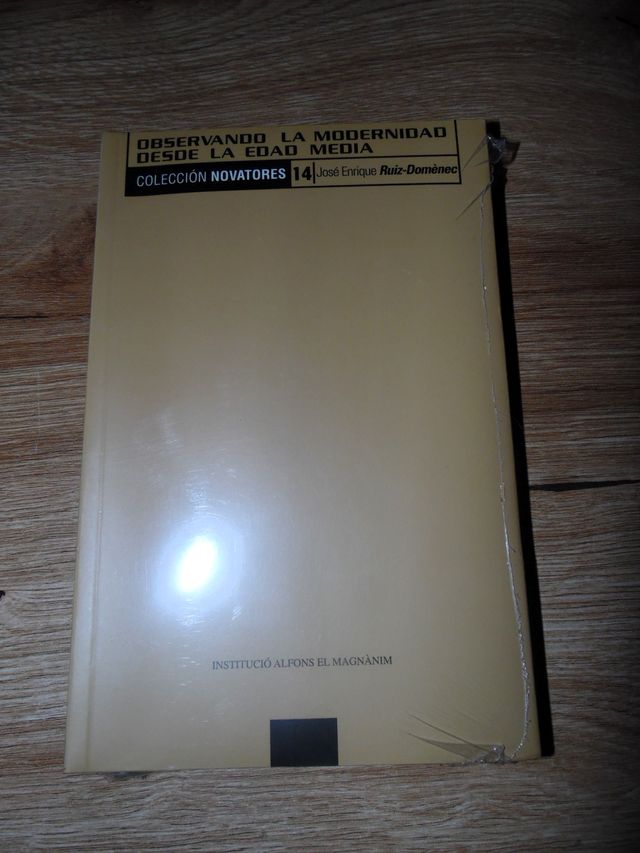 OBSERVANDO LA MODERNIDAD
DESDE LA EDAD MEDIA
COLECCIÓN NOVATORES 14 José Enrique Ruiz-Domènec
INSTITUCIÓ ALFONS EL MAGNÀNIM